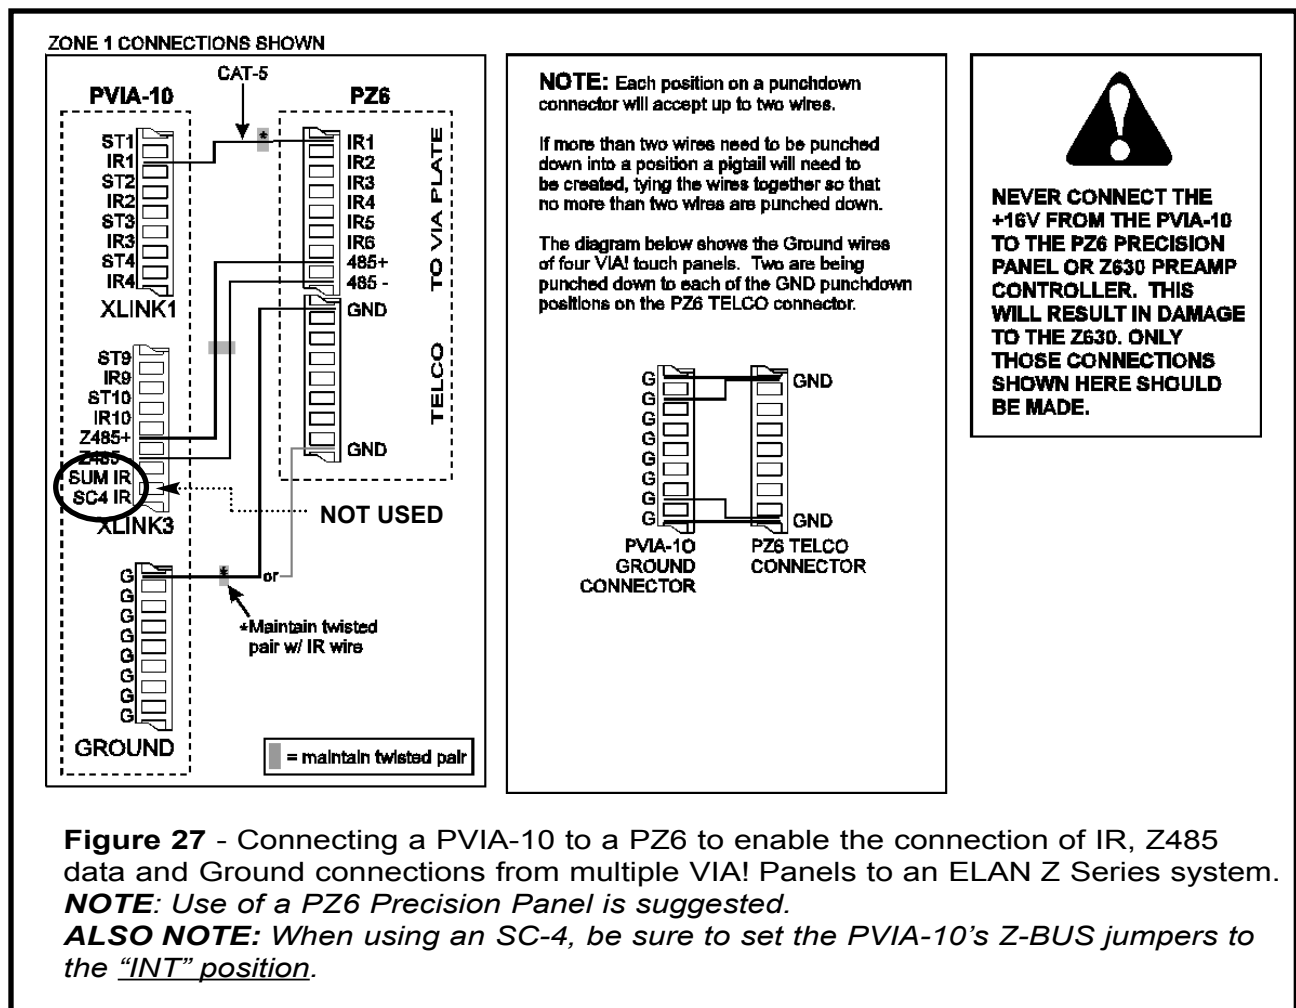 ZONE 1 CONNECTIONS SHOWN
CAT-5
PVIA-10
PZ6
ST1
IR1
ST2
IR2
ST3
IR3
ST4
IR4
XLINK1
*
IR1
IR2
IR3
IR4
IR5
IR6
485+
485 -
TO VIA PLATE
GND
TELCO
GND
ST9
IR9
ST10
IR10
Z485+
Z485 -
SUM IR
SC4 IR
XLINK3
NOT USED
G
G
G
G
G
G
G
G
GROUND
*
or
*Maintain twisted
pair w/ IR wire
= maintain twisted pair
NOTE: Each position on a punchdown
connector will accept up to two wires.
If more than two wires need to be punched
down into a position a pigtail will need to
be created, tying the wires together so that
no more than two wires are punched down.
The diagram below shows the Ground wires
of four VIA! touch panels. Two are being
punched down to each of the GND punchdown
positions on the PZ6 TELCO connector.
G
G
G
G
G
G
G
G
GND
GND
PVIA-10
GROUND
CONNECTOR
PZ6 TELCO
CONNECTOR
NEVER CONNECT THE
+16V FROM THE PVIA-10
TO THE PZ6 PRECISION
PANEL OR Z630 PREAMP
CONTROLLER. THIS
WILL RESULT IN DAMAGE
TO THE Z630. ONLY
THOSE CONNECTIONS
SHOWN HERE SHOULD
BE MADE.
Figure 27 - Connecting a PVIA-10 to a PZ6 to enable the connection of IR, Z485
data and Ground connections from multiple VIA! Panels to an ELAN Z Series system.
NOTE: Use of a PZ6 Precision Panel is suggested.
ALSO NOTE: When using an SC-4, be sure to set the PVIA-10's Z-BUS jumpers to
the "INT" position.